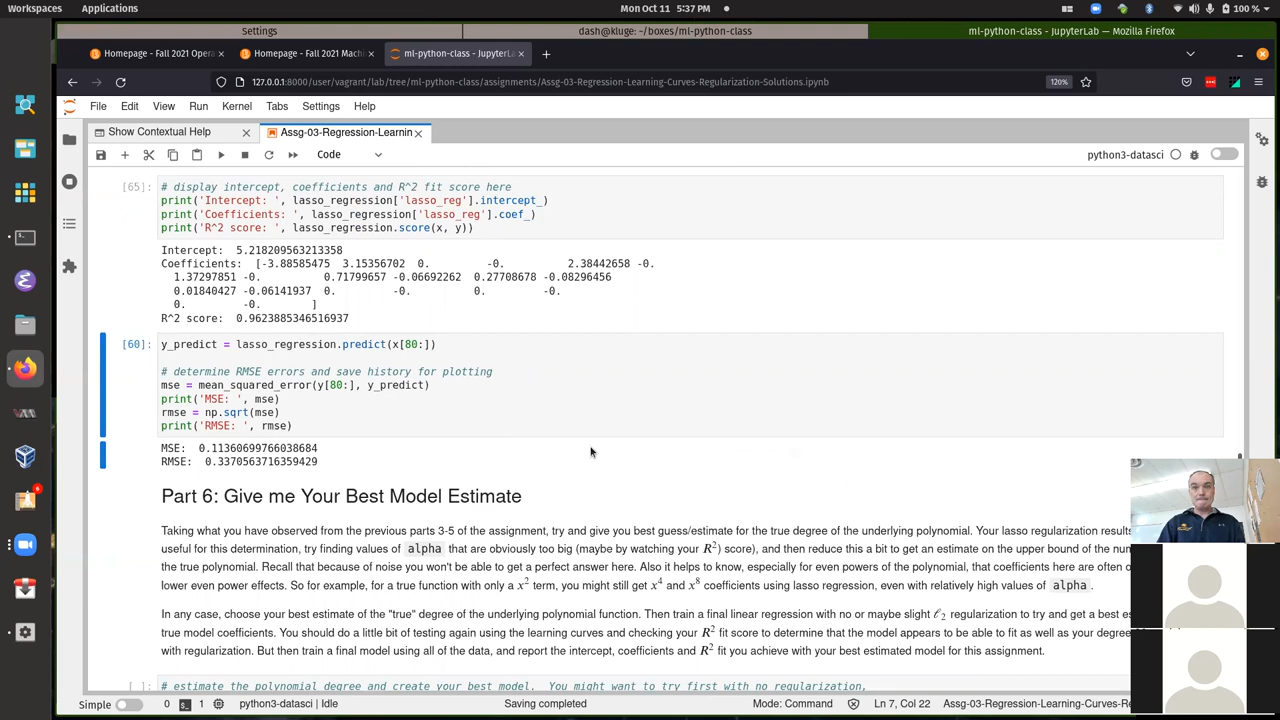 Workspaces Applications Mon Oct 11 5:37 PM 100 %
Settings dash@kluge: ~/boxes/ml-python-class ml-python-class - JupyterLab — Mozilla Firefox
Homepage - Fall 2021 Opera Homepage - Fall 2021 Machi ml-python-class - JupyterLab
127.0.0.1:8000/user/vagrant/lab/tree/ml-python-class/assignments/Assg-03-Regression-Learning-Curves-Regularization-Solutions.ipynb 120%
File Edit View Run Kernel Tabs Settings Help
Show Contextual Help Assg-03-Regression-Learnin
Code python3-datasci
[65]: # display intercept, coefficients and R^2 fit score here
print('Intercept: ', lasso_regression['lasso_reg'].intercept_)
print('Coefficients: ', lasso_regression['lasso_reg'].coef_)
print('R^2 score: ', lasso_regression.score(x, y))
Intercept: 5.218209563213358
Coefficients: [-3.88585475 3.15356702 0. -0. 2.38442658 -0.
1.37297851 -0. 0.71799657 -0.06692262 0.27708678 -0.08296456
0.01840427 -0.06141937 0. -0. 0. -0.
0. -0. ]
R^2 score: 0.9623885346516937
[60]: y_predict = lasso_regression.predict(x[80:])
# determine RMSE errors and save history for plotting
mse = mean_squared_error(y[80:], y_predict)
print('MSE: ', mse)
rmse = np.sqrt(mse)
print('RMSE: ', rmse)
MSE: 0.11360699766038684
RMSE: 0.3370563716359429
Part 6: Give me Your Best Model Estimate
Taking what you have observed from the previous parts 3-5 of the assignment, try and give you best guess/estimate for the true degree of the underlying polynomial. Your lasso regularization results
useful for this determination, try finding values of alpha that are obviously too big (maybe by watching your R² score), and then reduce this a bit to get an estimate on the upper bound of the
the true polynomial. Recall that because of noise you won't be able to get a perfect answer here. Also it helps to know, especially for even powers of the polynomial, that coefficients here are often
lower even power effects. So for example, for a true function with only a x² term, you might still get x⁴ and x⁸ coefficients using lasso regression, even with relatively high values of alpha.
In any case, choose your best estimate of the "true" degree of the underlying polynomial function. Then train a final linear regression with no or maybe slight ℓ₂ regularization to try and get a best
true model coefficients. You should do a little bit of testing again using the learning curves and checking your R² fit score to determine that the model appears to be able to fit as well as your
with regularization. But then train a final model using all of the data, and report the intercept, coefficients and R² fit you achieve with your best estimated model for this assignment.
[ ]: # estimate the polynomial degree and create your best model. You might want to try first with no regularization,
Simple 0 1 python3-datasci | Idle Saving completed Mode: Command Ln 7, Col 22 Assg-03-Regression-Learning-Curves-Re